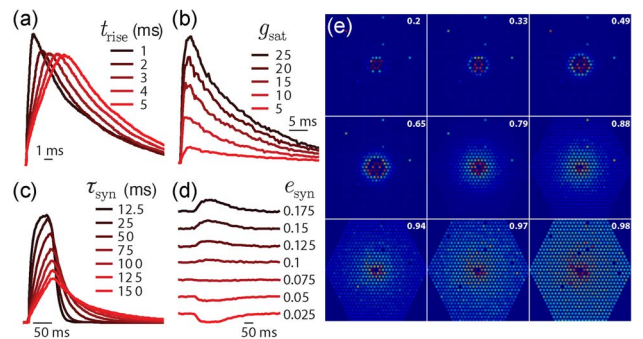 (a) t_rise (ms)
1
2
3
4
5
1 ms
(b) g_sat
25
20
15
10
5
5 ms
(c) τ_syn (ms)
12.5
25
50
75
100
125
150
50 ms
(d) e_syn
0.175
0.15
0.125
0.1
0.075
0.05
0.025
50 ms
(e)
0.2 0.33 0.49
0.65 0.79 0.88
0.94 0.97 0.98